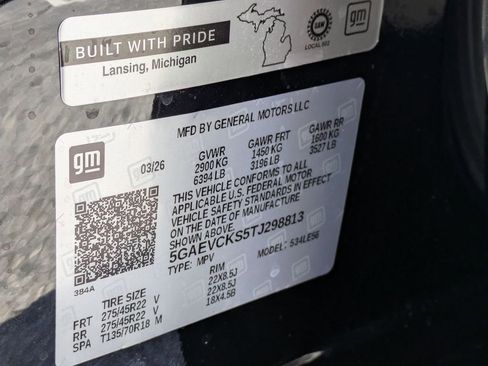 BUILT WITH PRIDE
Lansing, Michigan
UAW
LOCAL 602
gm
MFD BY GENERAL MOTORS LLC
gm
03/26
GVWR GAWR FRT GAWR RR
2900 KG 1450 KG 1600 KG
6394 LB 3196 LB 3527 LB
THIS VEHICLE CONFORMS TO ALL
APPLICABLE U.S. FEDERAL MOTOR
VEHICLE SAFETY STANDARDS IN EFFECT
ON THE DATE OF MANUFACTURE
SHOWN ABOVE.
5GAEVCKS5TJ298813
TYPE: MPV MODEL: 534LE56
384A
TIRE SIZE RIM
FRT 275/45R22 V 22X8.5J
RR 275/45R22 V 22X8.5J
SPA T135/70R18 M 18X4.5B